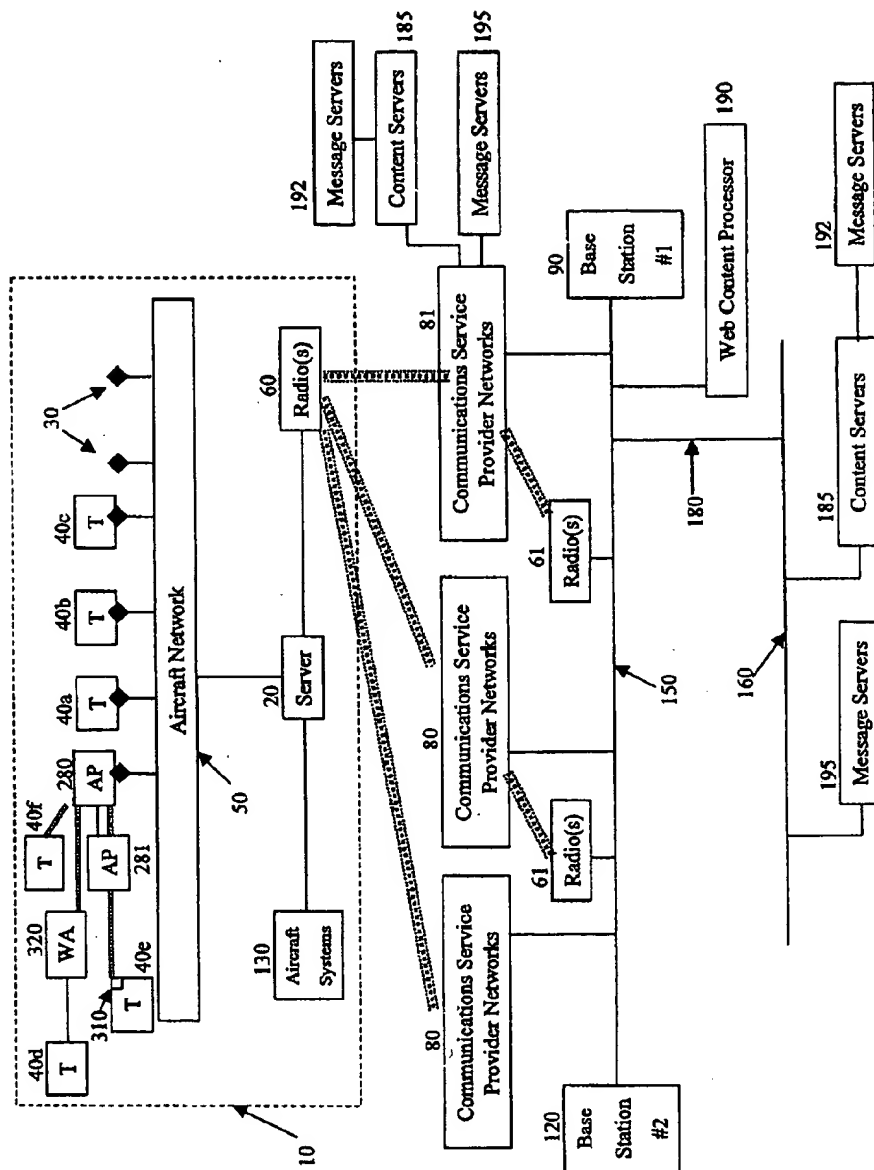 10
40d
T
310
T
40e
320
WA
T
40f
AP
281
280
AP
40a
T
40b
T
40c
T
30
Aircraft Network
50
130
Aircraft
Systems
20
Server
60
Radio(s)
80
Communications Service
Provider Networks
80
Communications Service
Provider Networks
81
Communications Service
Provider Networks
192
Message Servers
Content Servers
185
Message Servers
195
61
Radio(s)
61
Radio(s)
120
Base
Station
#2
90
Base
Station
#1
150
180
Web Content Processor
190
160
195
Message Servers
185
Content Servers
192
Message Servers